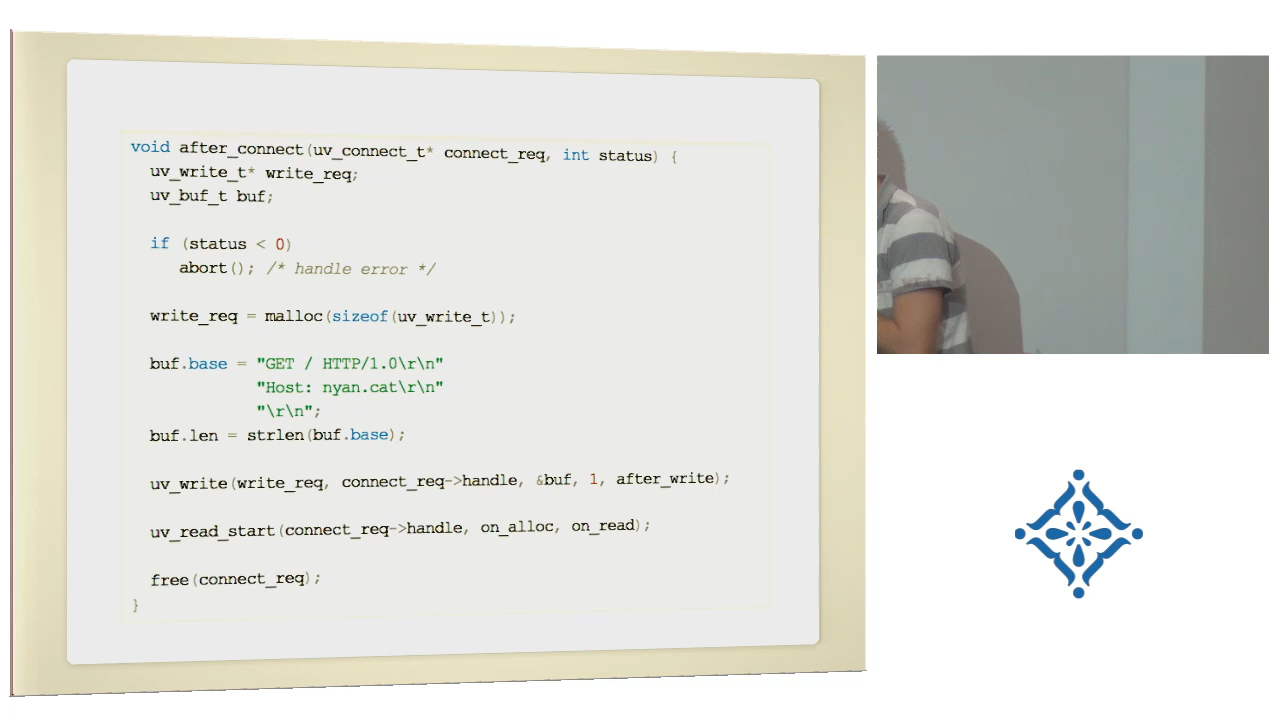 void after_connect(uv_connect_t* connect_req, int status) {
  uv_write_t* write_req;
  uv_buf_t buf;
  if (status < 0)
     abort(); /* handle error */
  write_req = malloc(sizeof(uv_write_t));
  buf.base = "GET / HTTP/1.0\r\n"
             "Host: nyan.cat\r\n"
             "\r\n";
  buf.len = strlen(buf.base);
  uv_write(write_req, connect_req->handle, &buf, 1, after_write);
  uv_read_start(connect_req->handle, on_alloc, on_read);
  free(connect_req);
}